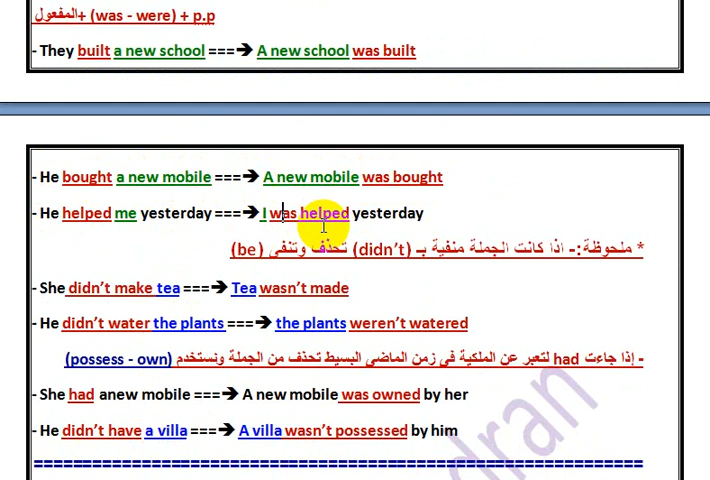 المفعول+ (was - were) + p.p
- They built a new school ===➔ A new school was built
- He bought a new mobile ===➔ A new mobile was bought
- He helped me yesterday ===➔ I was helped yesterday
* ملحوظة:- اذا كانت الجملة منفية بـ (didn't) تحذف وتنفى (be)
- She didn't make tea ===➔ Tea wasn't made
- He didn't water the plants ===➔ the plants weren't watered
- إذا جاءت had لتعبر عن الملكية فى زمن الماضى البسيط تحذف من الجملة ونستخدم (possess - own)
- She had anew mobile ===➔ A new mobile was owned by her
- He didn't have a villa ===➔ A villa wasn't possessed by him